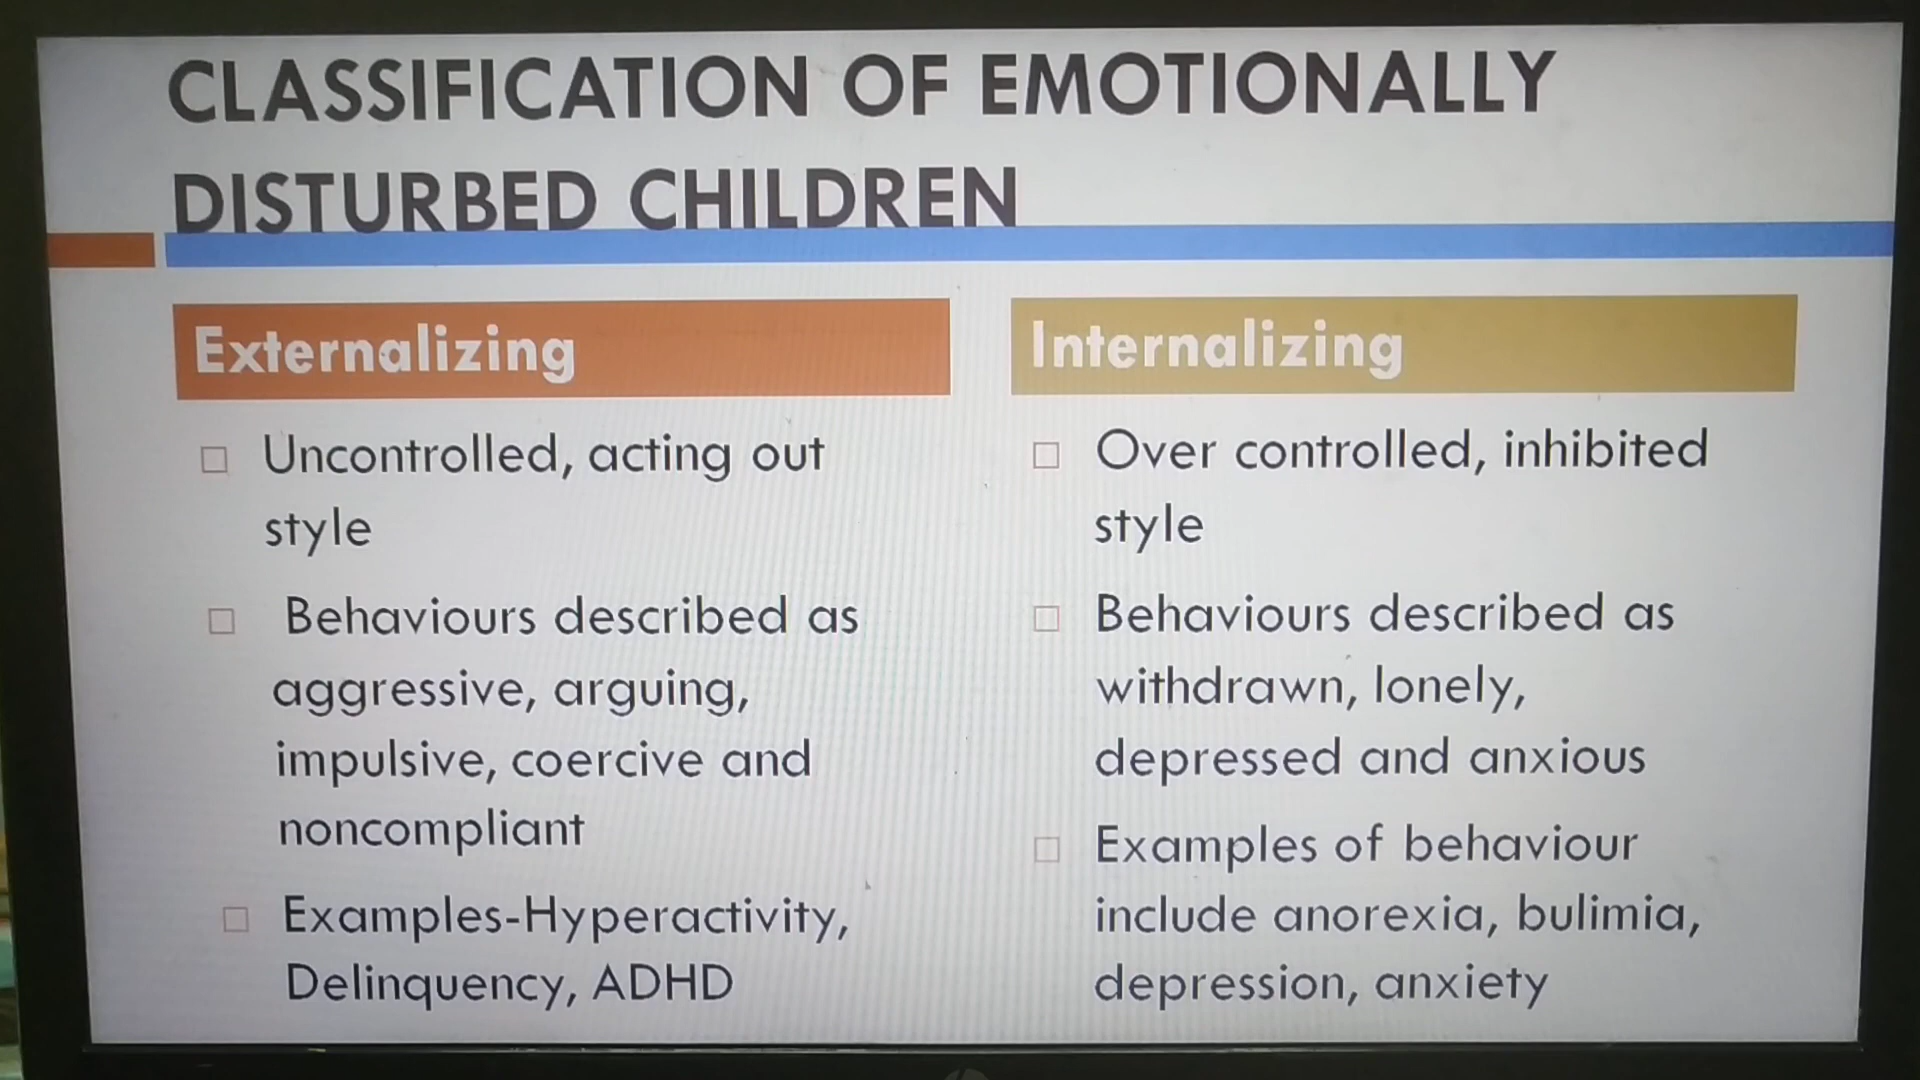 CLASSIFICATION OF EMOTIONALLY
DISTURBED CHILDREN
Externalizing
Uncontrolled, acting out
style
Behaviours described as
aggressive, arguing,
impulsive, coercive and
noncompliant
Examples-Hyperactivity,
Delinquency, ADHD
Internalizing
Over controlled, inhibited
style
Behaviours described as
withdrawn, lonely,
depressed and anxious
Examples of behaviour
include anorexia, bulimia,
depression, anxiety